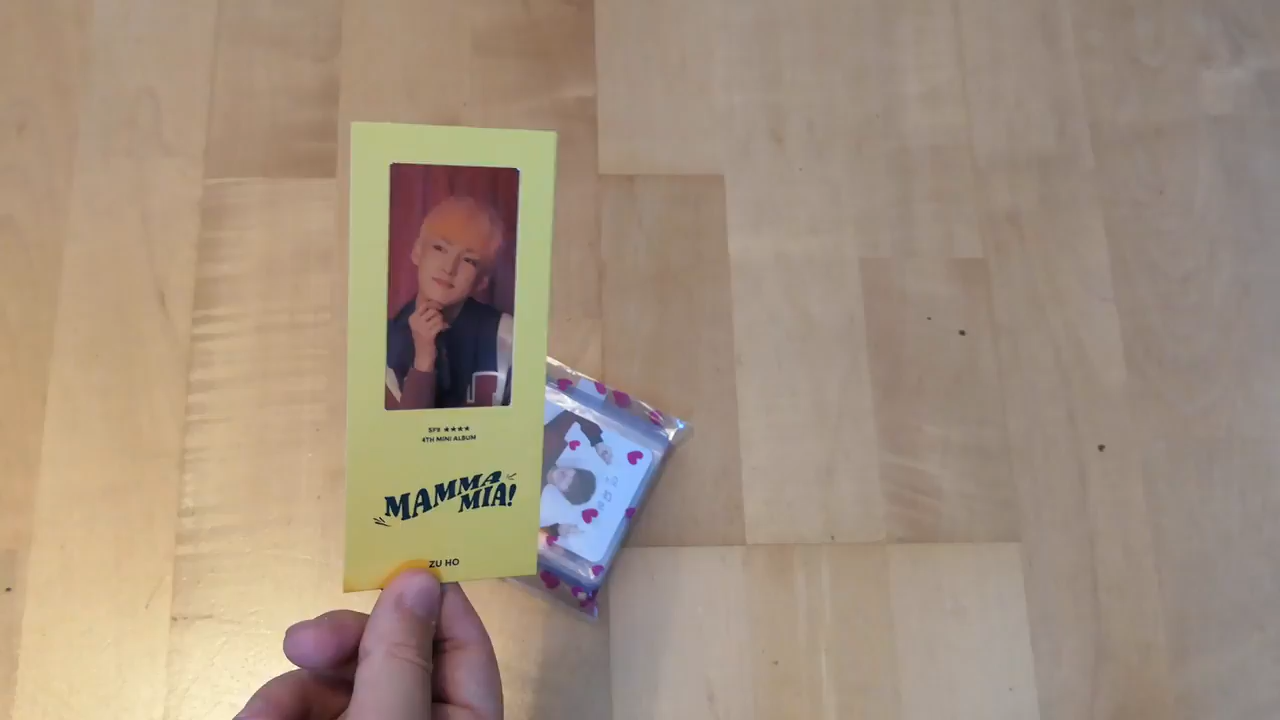 SF9 ★★★★
4TH MINI ALBUM
MAMMA
MIA!
ZU HO